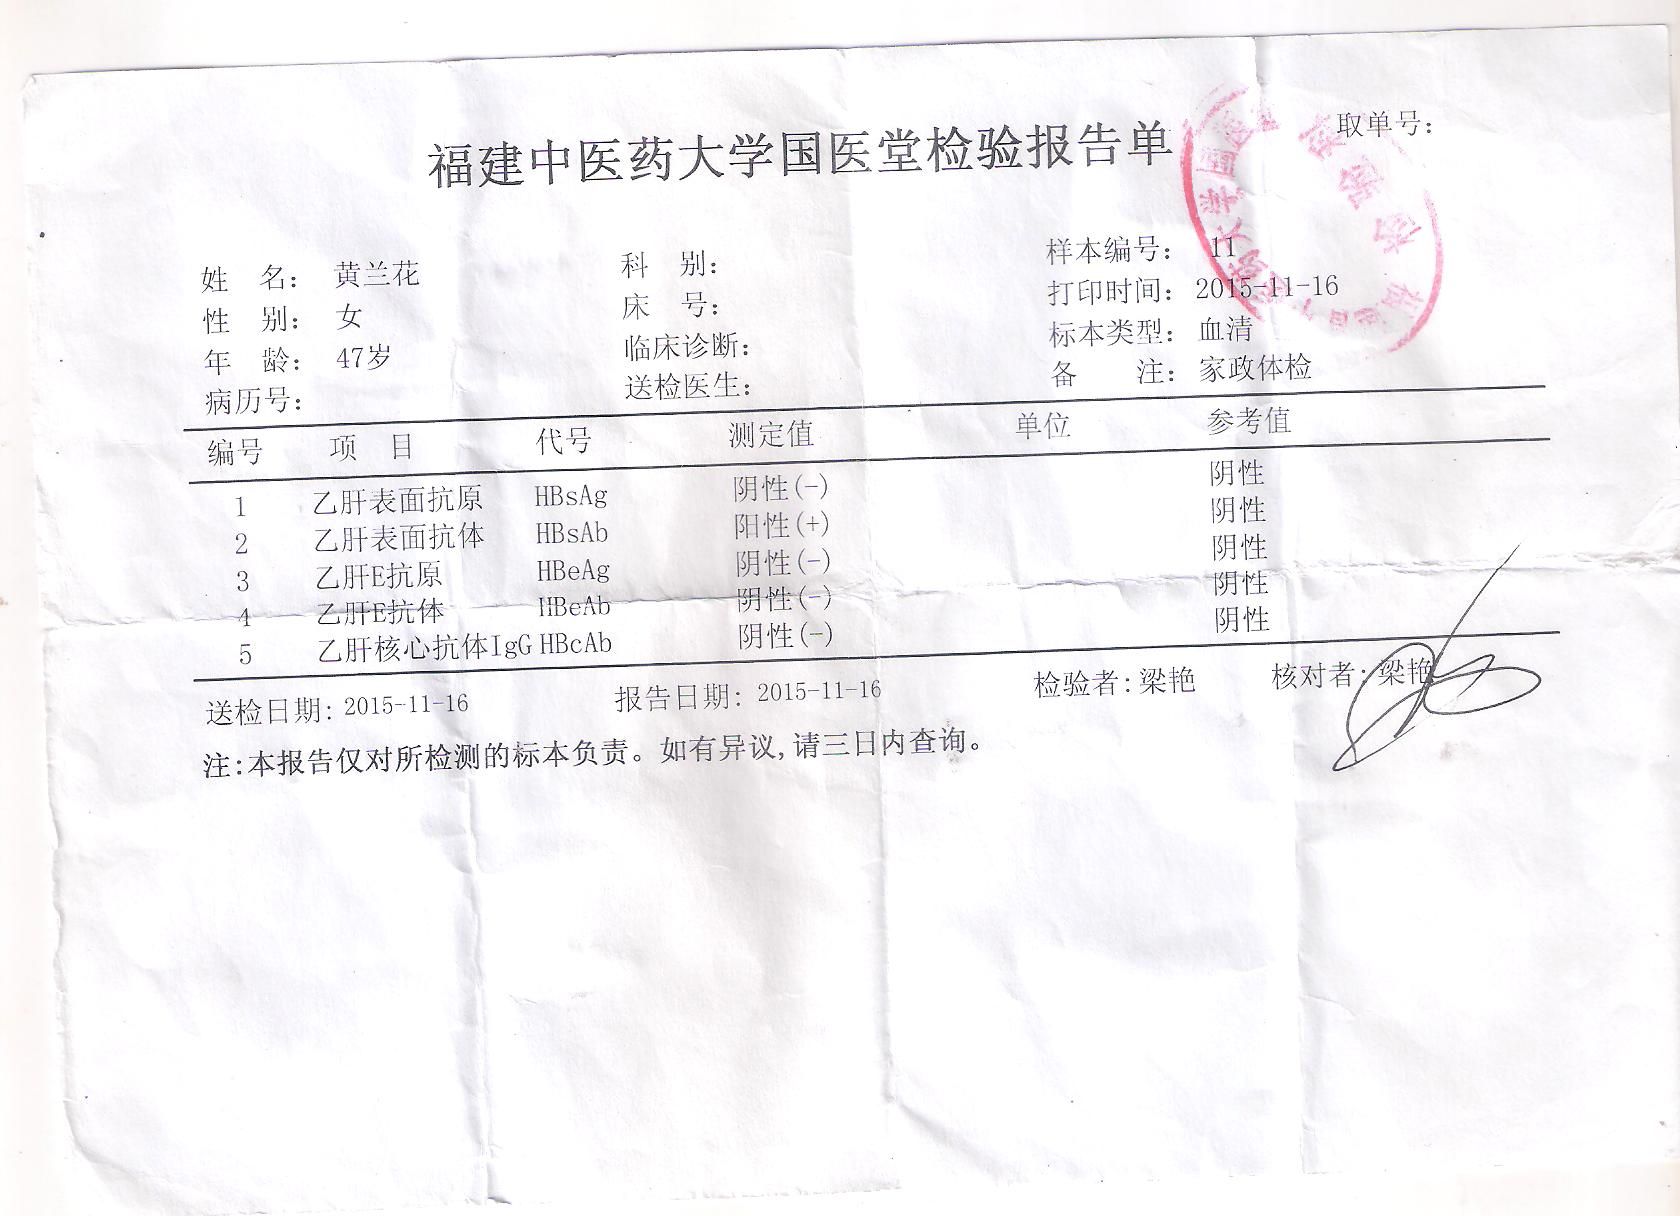 福建中医药大学国医堂检验报告单
取单号：
姓 名： 黄兰花 科 别： 样本编号： 11
性 别： 女 床 号： 打印时间： 2015-11-16
年 龄： 47岁 临床诊断： 标本类型： 血清
病历号： 送检医生： 备 注： 家政体检
编号 项 目 代号 测定值 单位 参考值
1 乙肝表面抗原 HBsAg 阴性(-) 阴性
2 乙肝表面抗体 HBsAb 阳性(+) 阴性
3 乙肝E抗原 HBeAg 阴性(-) 阴性
4 乙肝E抗体 HBeAb 阴性(-) 阴性
5 乙肝核心抗体IgG HBcAb 阴性(-) 阴性
送检日期: 2015-11-16 报告日期: 2015-11-16 检验者:梁艳 核对者:梁艳
注:本报告仅对所检测的标本负责。如有异议,请三日内查询。